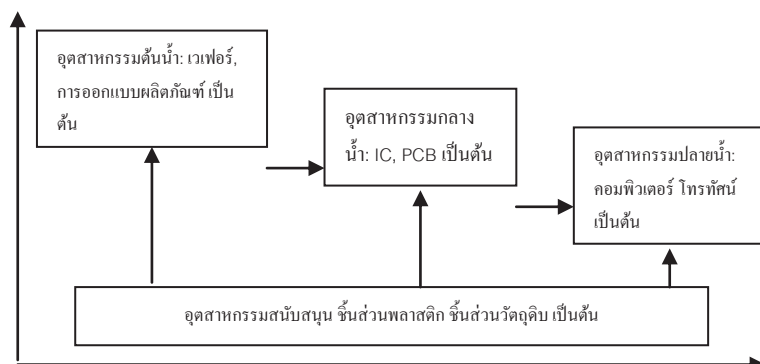 อุตสาหกรรมต้นน้ำ: เวเฟอร์,
การออกแบบผลิตภัณฑ์ เป็น
ต้น
อุตสาหกรรมกลาง
น้ำ: IC, PCB เป็นต้น
อุตสาหกรรมปลายน้ำ:
คอมพิวเตอร์ โทรทัศน์
เป็นต้น
อุตสาหกรรมสนับสนุน ชิ้นส่วนพลาสติก ชิ้นส่วนวัตถุดิบ เป็นต้น